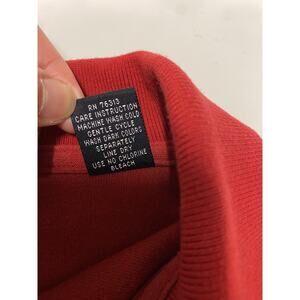 RN 76313
CARE INSTRUCTION
MACHINE WASH COLD
GENTLE CYCLE
WASH DARK COLORS
SEPARATELY
LINE DRY
USE NO CHLORINE
BLEACH